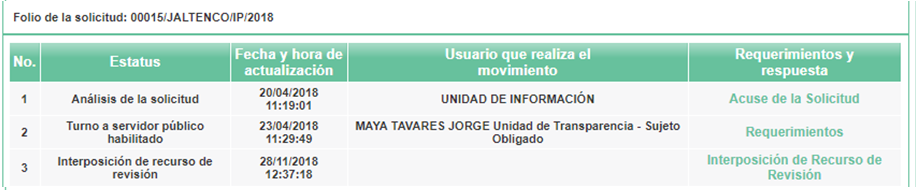 Folio de la solicitud: 00015/JALTENCO/IP/2018
No. Estatus Fecha y hora de actualización Usuario que realiza el movimiento Requerimientos y respuesta
1 Análisis de la solicitud 20/04/2018 11:19:01 UNIDAD DE INFORMACIÓN Acuse de la Solicitud
2 Turno a servidor público habilitado 23/04/2018 11:29:49 MAYA TAVARES JORGE Unidad de Transparencia - Sujeto Obligado Requerimientos
3 Interposición de recurso de revisión 28/11/2018 12:37:18 Interposición de Recurso de Revisión